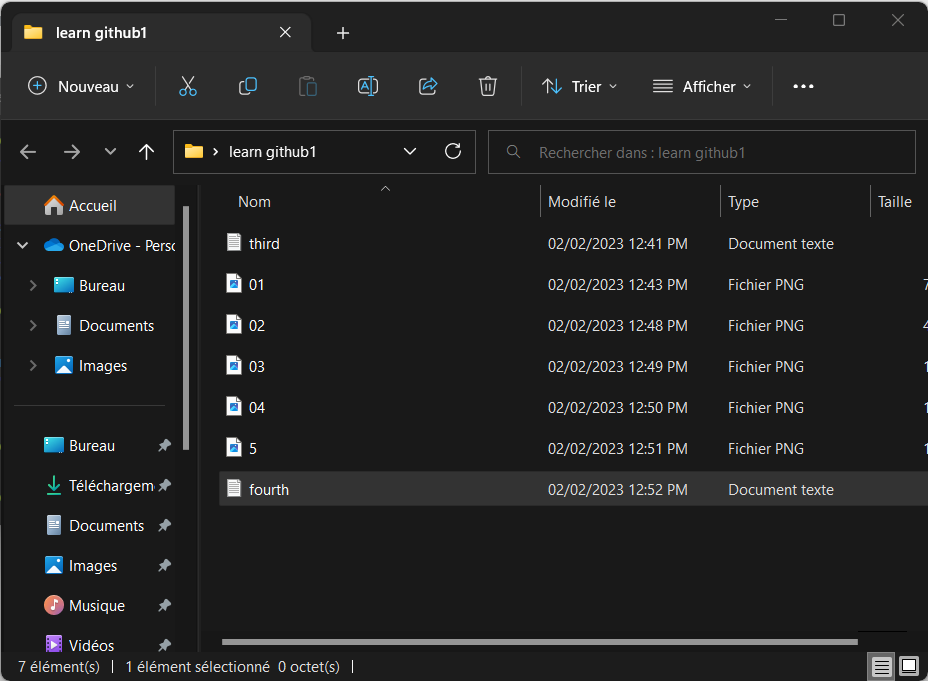 learn github1
Nouveau Trier Afficher
learn github1 Rechercher dans : learn github1
Nom Modifié le Type Taille
Accueil
OneDrive - Perso
Bureau
Documents
Images
Bureau
Téléchargem
Documents
Images
Musique
Vidéos
third 02/02/2023 12:41 PM Document texte
01 02/02/2023 12:43 PM Fichier PNG
02 02/02/2023 12:48 PM Fichier PNG
03 02/02/2023 12:49 PM Fichier PNG
04 02/02/2023 12:50 PM Fichier PNG
5 02/02/2023 12:51 PM Fichier PNG
fourth 02/02/2023 12:52 PM Document texte
7 élément(s) 1 élément sélectionné 0 octet(s)